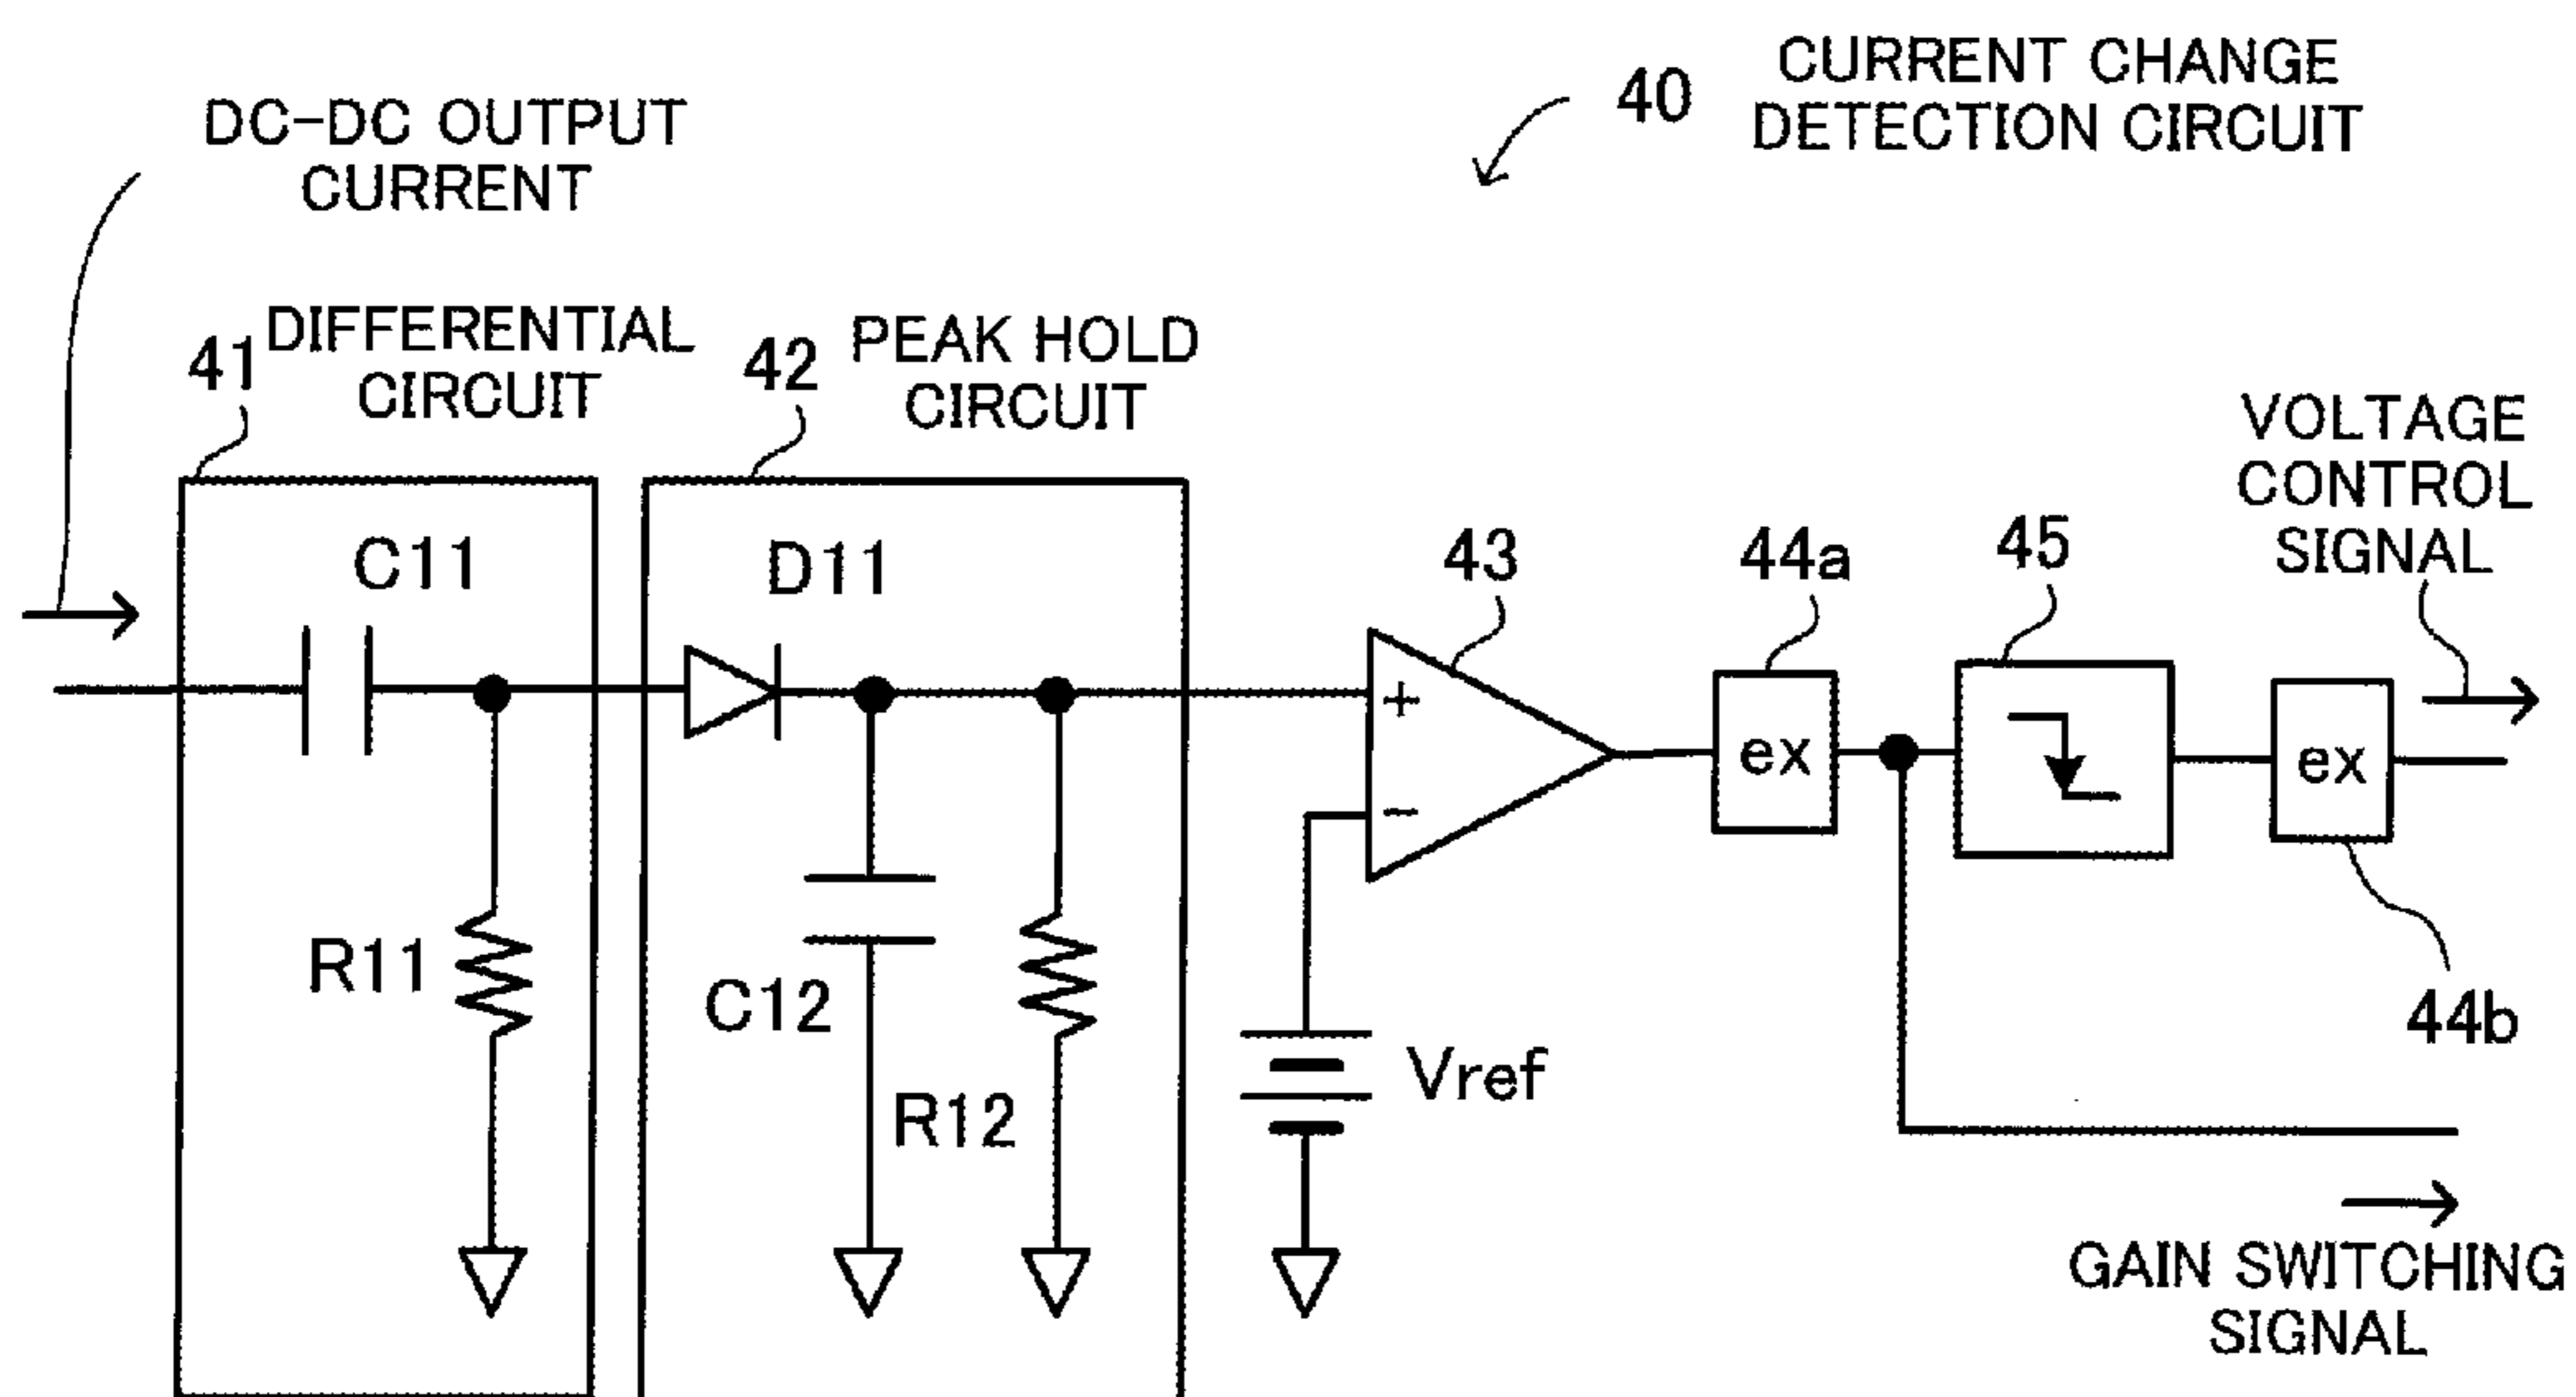 40
CURRENT CHANGE
DETECTION CIRCUIT
DC-DC OUTPUT
CURRENT
41
DIFFERENTIAL
CIRCUIT
42
PEAK HOLD
CIRCUIT
VOLTAGE
CONTROL
SIGNAL
C11
D11
43
44a
45
+
-
ex
ex
R11
C12
R12
Vref
44b
GAIN SWITCHING
SIGNAL